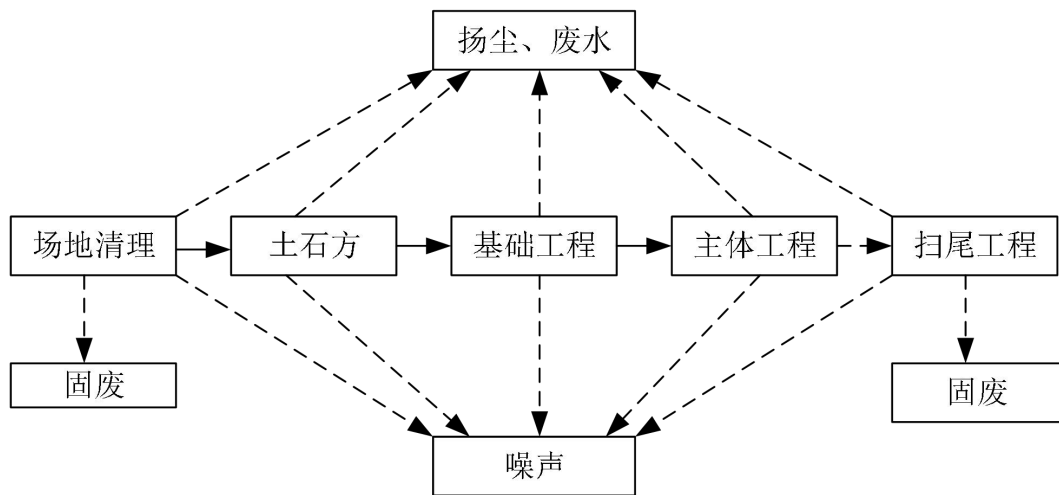 扬尘、废水
场地清理
土石方
基础工程
主体工程
扫尾工程
固废
固废
噪声